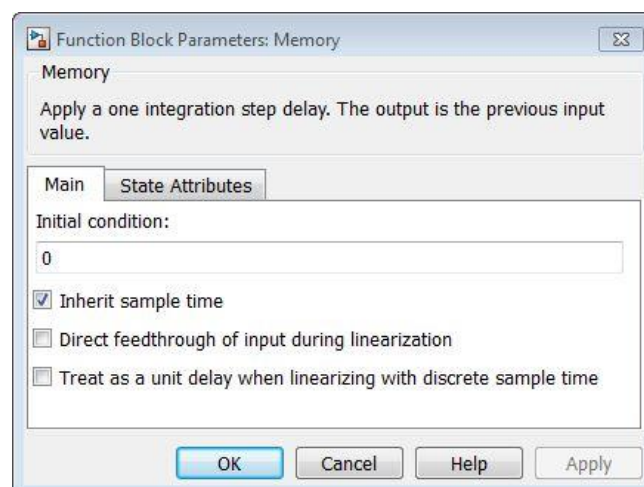 Function Block Parameters: Memory
Memory
Apply a one integration step delay. The output is the previous input
value.
Main State Attributes
Initial condition:
0
Inherit sample time
Direct feedthrough of input during linearization
Treat as a unit delay when linearizing with discrete sample time
OK Cancel Help Apply